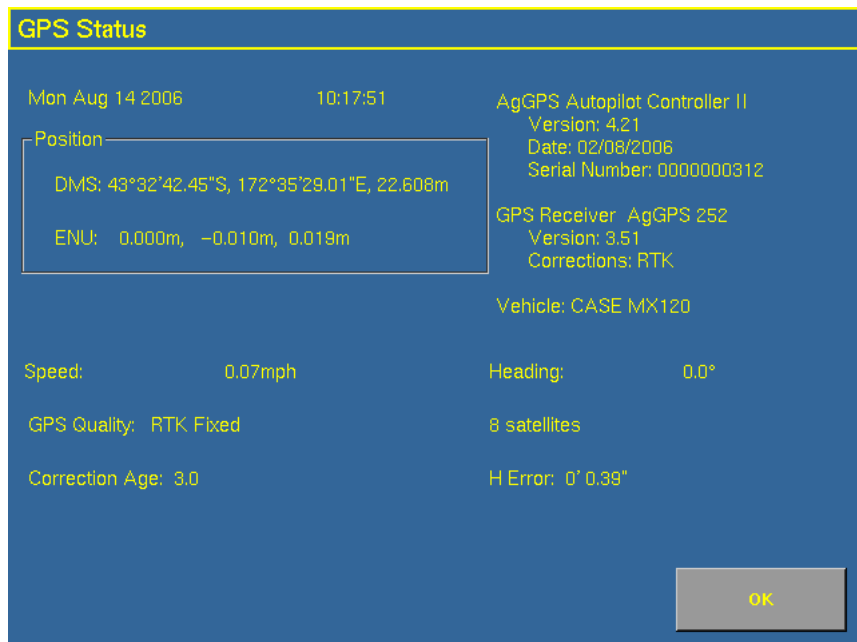 GPS Status
Mon Aug 14 2006 10:17:51
Position
DMS: 43°32'42.45"S, 172°35'29.01"E, 22.608m
ENU: 0.000m, -0.010m, 0.019m
AgGPS Autopilot Controller II
Version: 4.21
Date: 02/08/2006
Serial Number: 0000000312
GPS Receiver AgGPS 252
Version: 3.51
Corrections: RTK
Vehicle: CASE MX120
Speed: 0.07mph
Heading: 0.0°
GPS Quality: RTK Fixed
8 satellites
Correction Age: 3.0
H Error: 0' 0.39"
OK